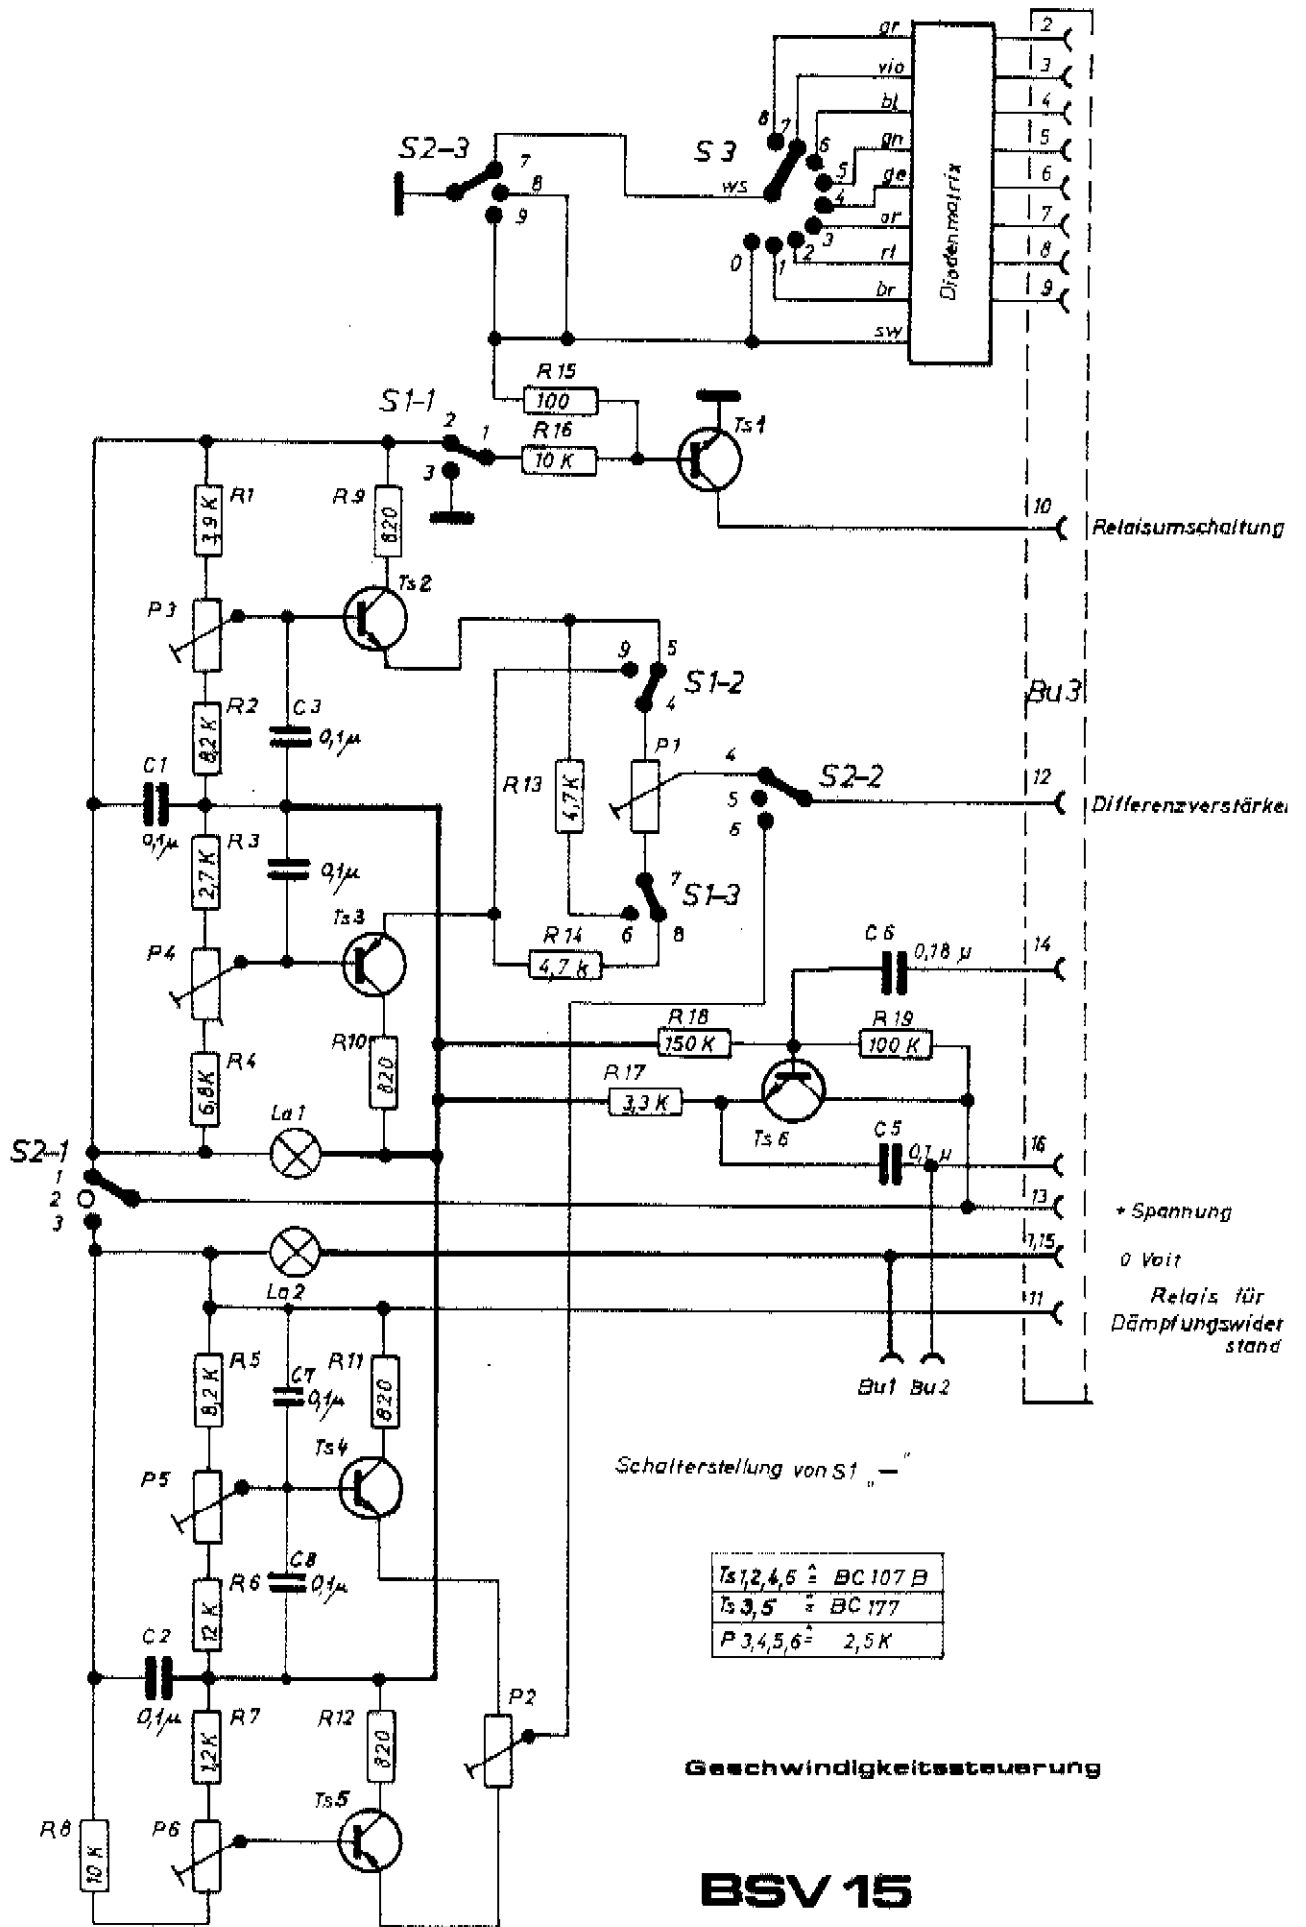 gr
2
vio
3
bl
4
8
7
6
gn
5
S2-3
7
S3
5
ge
6
8
ws
4
or
7
9
3
0
1
2
rt
8
br
9
sw
Diodenmatrix
R15
100
S1-1
2
1
R16
10 K
Ts1
3
R1
3,9 K
R9
820
10
Relaisumschaltung
Ts2
P3
9
5
S1-2
4
Bu3
R2
8,2 K
C3
0,1µ
P1
4
S2-2
12
C1
R13
4,7 K
5
6
Differenzverstärker
0,1µ
R3
2,7 K
0,1µ
7
S1-3
6
8
Ts3
R14
4,7 k
C6
0,18 µ
14
P4
R18
150 K
R19
100 K
R10
820
R4
6,8K
R17
3,3 K
Ts6
La1
C5
0,1 µ
16
S2-1
1
2
3
13
+ Spannung
1,15
0 Volt
La2
11
Relais für
Dämpfungswider
stand
R5
8,2 K
C7
0,1µ
R11
820
Bu1
Bu2
Ts4
P5
Schalterstellung von S1 „—"
C8
0,1µ
R6
12 K
Ts1,2,4,6 ≙ BC 107 B
Ts 3,5 ≙ BC 177
P 3,4,5,6 ≙ 2,5 K
C2
0,1µ
R7
1,2 K
R12
820
P2
Geschwindigkeitssteuerung
Ts5
R8
10 K
P6
BSV 15